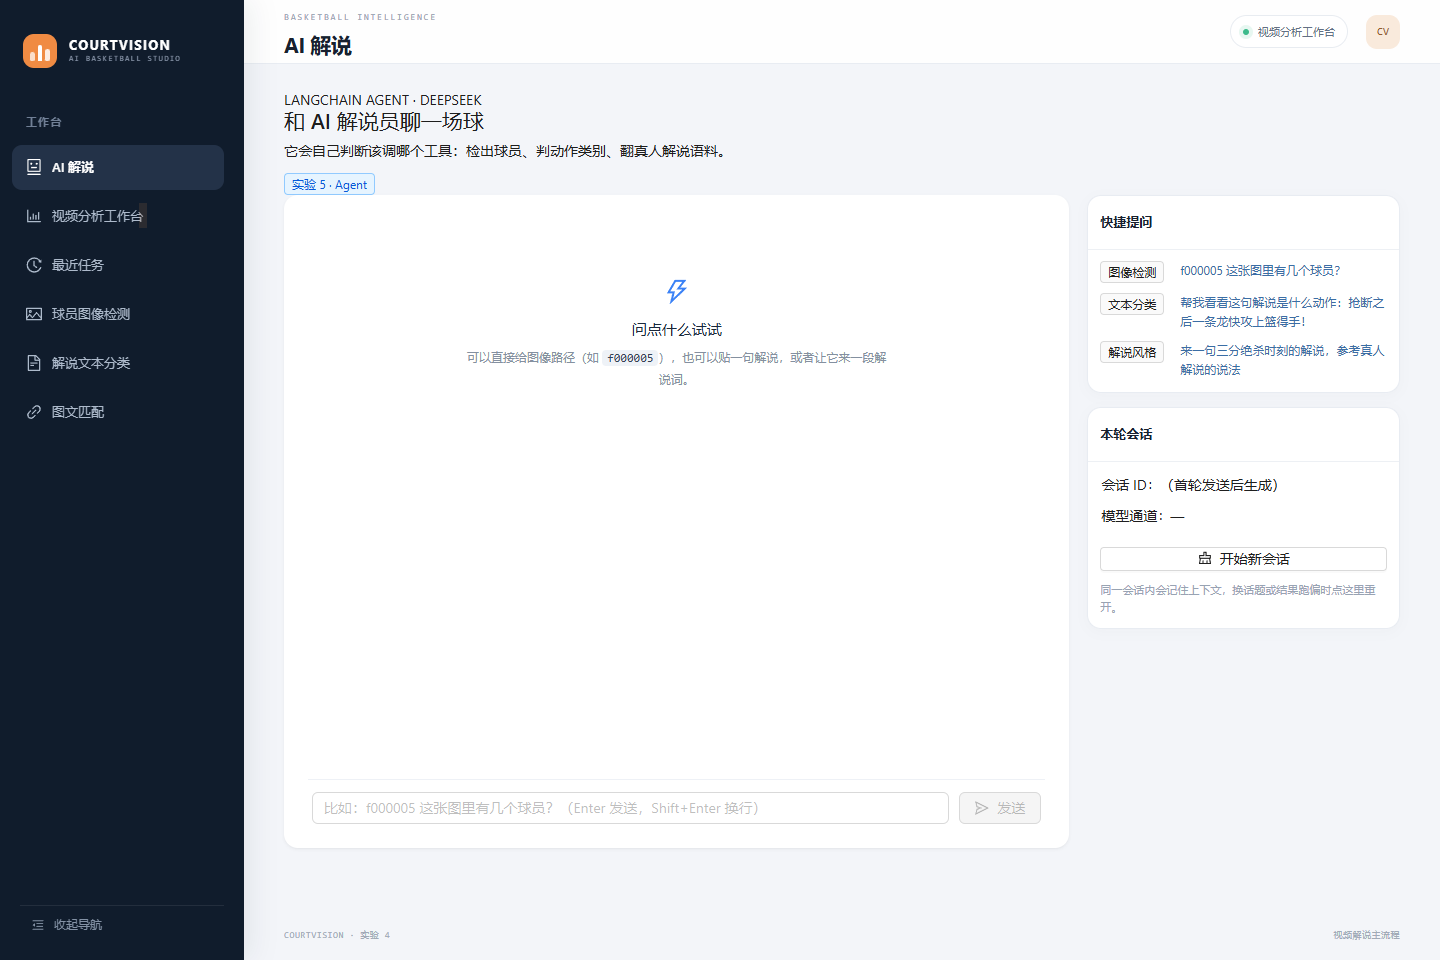 COURTVISION
AI BASKETBALL STUDIO
工作台
AI 解说
视频分析工作台
最近任务
球员图像检测
解说文本分类
图文匹配
收起导航
BASKETBALL INTELLIGENCE
AI 解说
视频分析工作台
CV
LANGCHAIN AGENT · DEEPSEEK
和 AI 解说员聊一场球
它会自己判断该调哪个工具：检出球员、判动作类别、翻真人解说语料。
实验 5 · Agent
问点什么试试
可以直接给图像路径（如 f000005 ），也可以贴一句解说，或者让它来一段解
说词。
比如：f000005 这张图里有几个球员？（Enter 发送，Shift+Enter 换行）
发送
快捷提问
图像检测 f000005 这张图里有几个球员？
文本分类 帮我看看这句解说是什么动作：抢断之
后一条龙快攻上篮得手！
解说风格 来一句三分绝杀时刻的解说，参考真人
解说的说法
本轮会话
会话 ID：（首轮发送后生成）
模型通道：—
开始新会话
同一会话内会记住上下文，换话题或结果跑偏时点这里重
开。
COURTVISION · 实验 4
视频解说主流程